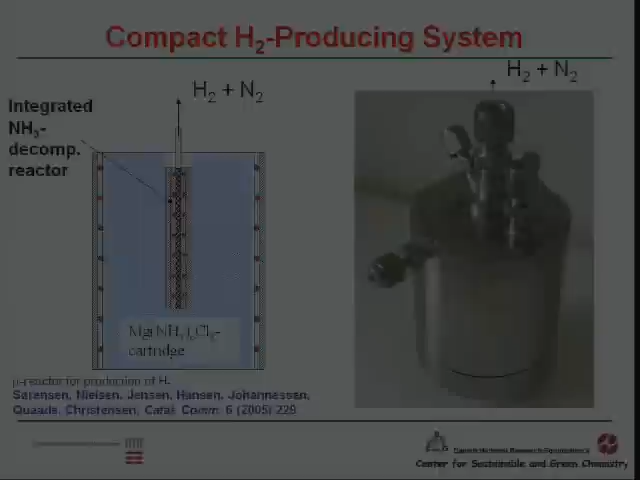 Compact H₂-Producing System
H₂ + N₂
H₂ + N₂
Integrated
NH₃-
decomp.
reactor
Mg(NH₃)₆Cl₂-
cartridge
μ-reactor for production of H₂
Sørensen, Nielsen, Jensen, Hansen, Johannessen,
Quaade, Christensen, Catal. Comm. 6 (2005) 229
Center for Sustainable and Green Chemistry